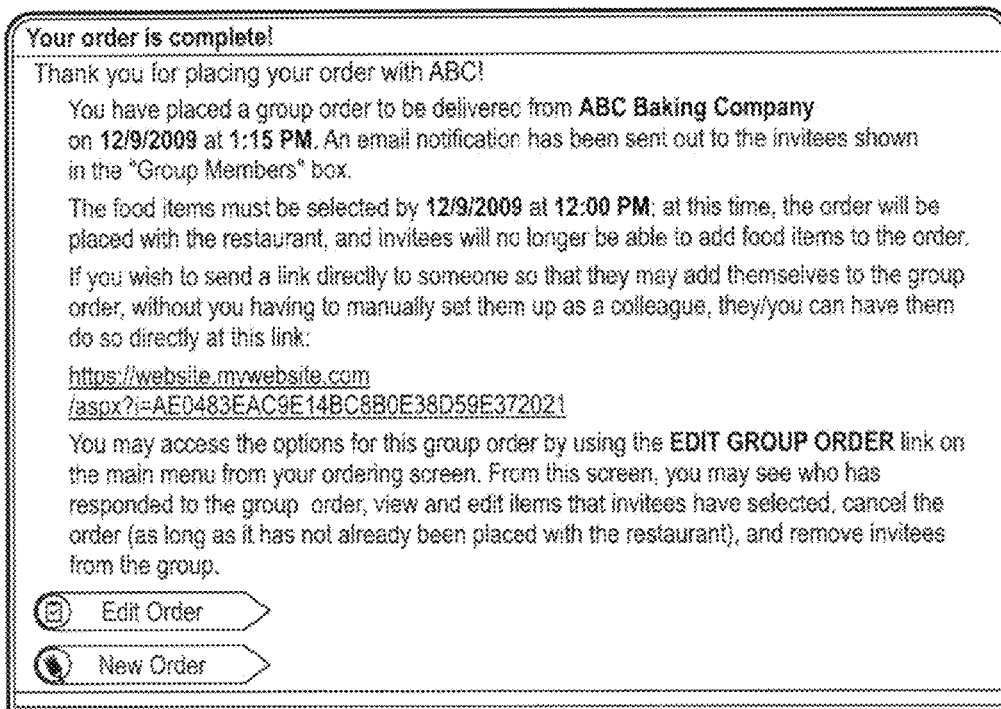 Your order is complete!
Thank you for placing your order with ABC!
You have placed a group order to be delivered from ABC Baking Company
on 12/9/2009 at 1:15 PM. An email notification has been sent out to the invitees shown
in the "Group Members" box.
The food items must be selected by 12/9/2009 at 12:00 PM; at this time, the order will be
placed with the restaurant, and invitees will no longer be able to add food items to the order.
If you wish to send a link directly to someone so that they may add themselves to the group
order, without you having to manually set them up as a colleague, they/you can have them
do so directly at this link:
https://website.mywebsite.com
/aspx?i=AE0483EAC9E14BC8B0E38D59E372021
You may access the options for this group order by using the EDIT GROUP ORDER link on
the main menu from your ordering screen. From this screen, you may see who has
responded to the group order, view and edit items that invitees have selected, cancel the
order (as long as it has not already been placed with the restaurant), and remove invitees
from the group.
Edit Order
New Order